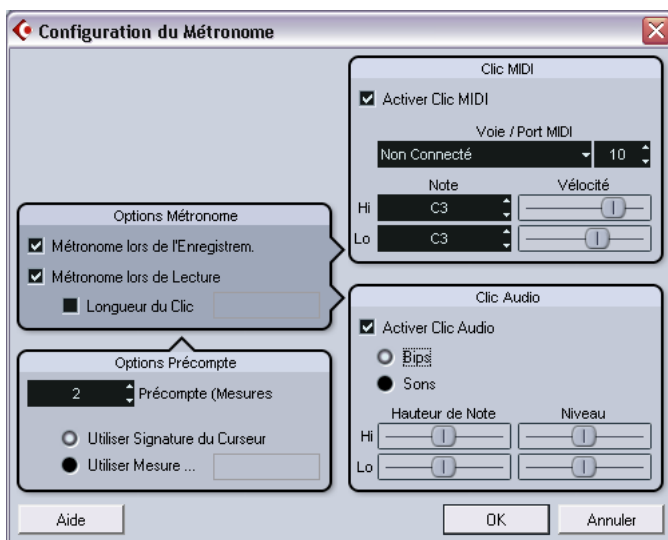 Configuration du Métronome
Clic MIDI
Activer Clic MIDI
Voie / Port MIDI
Non Connecté 10
Note Vélocité
Hi C3
Lo C3
Options Métronome
Métronome lors de l'Enregistrem.
Métronome lors de Lecture
Longueur du Clic
Options Précompte
2 Précompte (Mesures
Utiliser Signature du Curseur
Utiliser Mesure ...
Clic Audio
Activer Clic Audio
Bips
Sons
Hauteur de Note Niveau
Hi
Lo
Aide OK Annuler